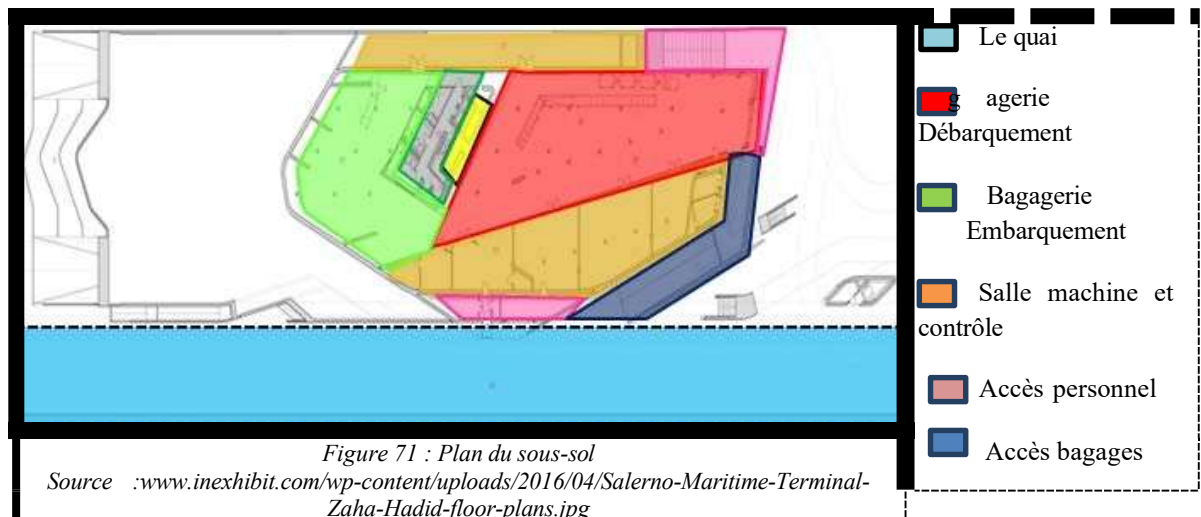 Le quai
g agerie
Débarquement
Bagagerie
Embarquement
Salle machine et
contrôle
Accès personnel
Accès bagages
Figure 71 : Plan du sous-sol
Source :www.inexhibit.com/wp-content/uploads/2016/04/Salerno-Maritime-Terminal-
Zaha-Hadid-floor-plans.jpg